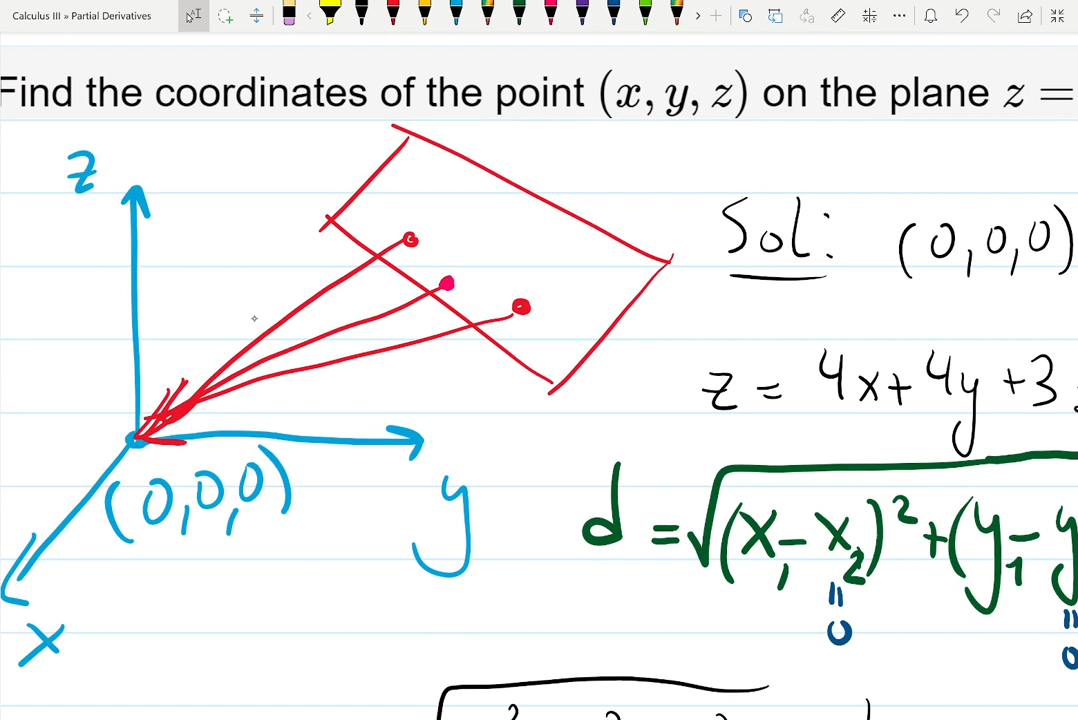 Calculus III » Partial Derivatives
Find the coordinates of the point (x, y, z) on the plane z =
z
Sol: (0,0,0)
z = 4x+4y+3
(0,0,0)
y
d = √(x₁ - x₂)² + (y₁ - y
x
" 0
" 0